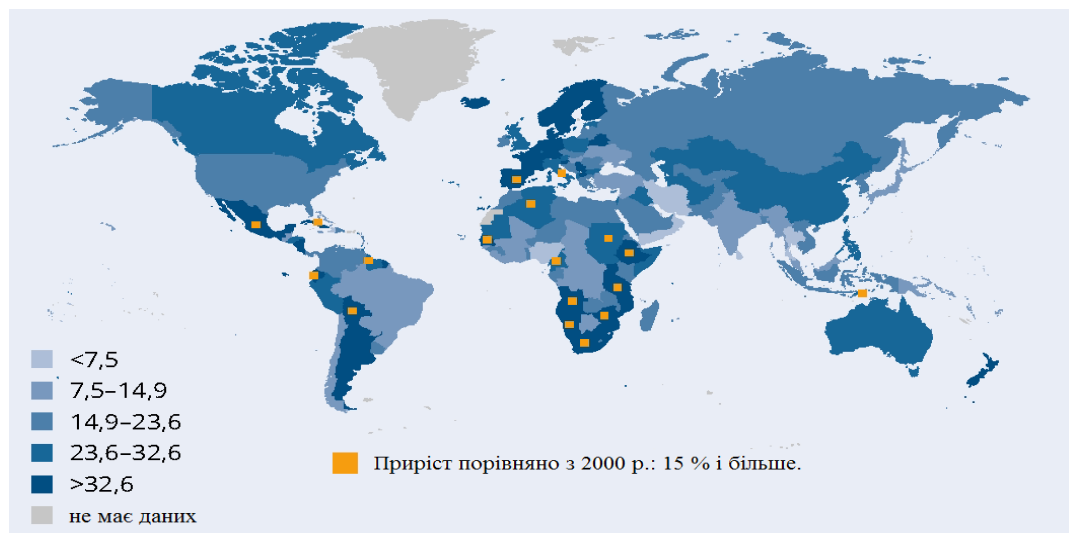 <7,5
7,5–14,9
14,9–23,6
23,6–32,6
>32,6
не має даних
Приріст порівняно з 2000 р.: 15 % і більше.